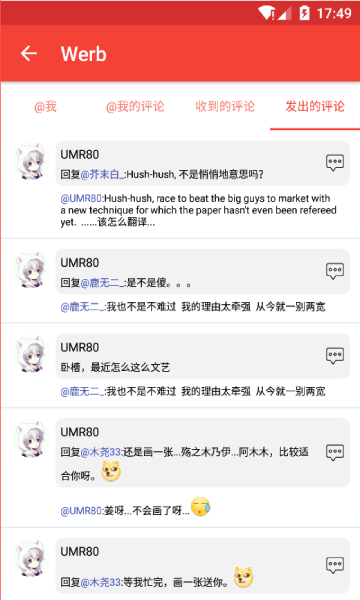 17:49
Werb
@我 @我的评论 收到的评论 发出的评论
UMR80
回复@芥末白_:Hush-hush, 不是悄悄地意思吗?
@UMR80:Hush-hush, race to beat the big guys to market with
a new technique for which the paper hasn't even been refereed
yet. ......该怎么翻译...
UMR80
回复@鹿无二_:是不是傻。。。
@鹿无二_:我也不是不难过 我的理由太牵强 从今就一别两宽
UMR80
卧槽，最近怎么这么文艺
@鹿无二_:我也不是不难过 我的理由太牵强 从今就一别两宽
UMR80
回复@木尧33:还是画一张...殇之木乃伊...阿木木，比较适
合你呀。
@UMR80:姜呀...不会画了呀...
UMR80
回复@木尧33:等我忙完，画一张送你。